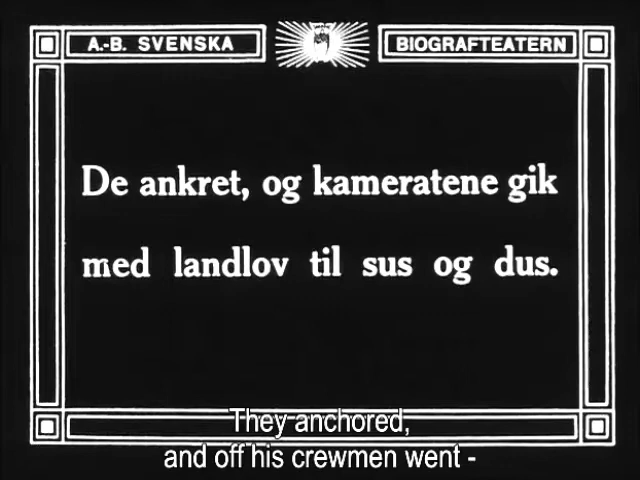 A.-B. SVENSKA
BIOGRAFTEATERN
De ankret, og kameratene gik
med landlov til sus og dus.
They anchored,
and off his crewmen went -